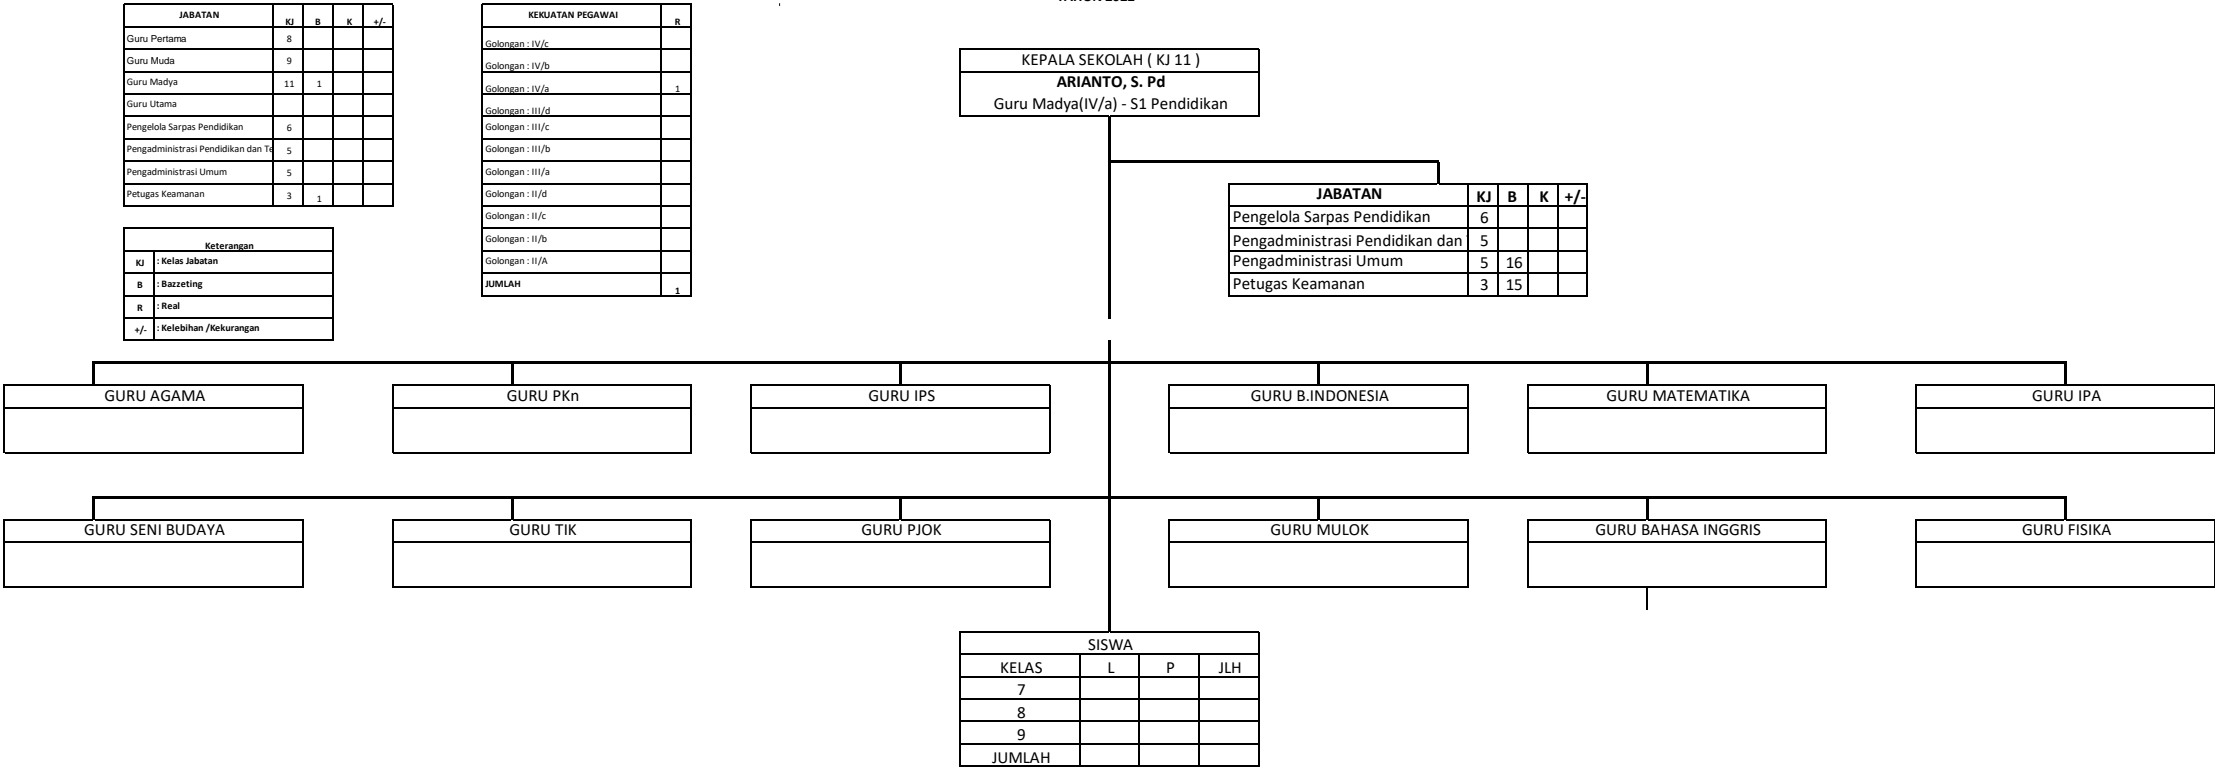 JABATAN KJ B K +/-
Guru Pertama 8
Guru Muda 9
Guru Madya 11 1
Guru Utama
Pengelola Sarpas Pendidikan 6
Pengadministrasi Pendidikan dan Te 5
Pengadministrasi Umum 5
Petugas Keamanan 3 1
Keterangan
KJ : Kelas Jabatan
B : Bazzeting
R : Real
+/- : Kelebihan /Kekurangan
KEKUATAN PEGAWAI R
Golongan : IV/c
Golongan : IV/b
Golongan : IV/a 1
Golongan : III/d
Golongan : III/c
Golongan : III/b
Golongan : III/a
Golongan : II/d
Golongan : II/c
Golongan : II/b
Golongan : II/A
JUMLAH 1
KEPALA SEKOLAH ( KJ 11 )
ARIANTO, S. Pd
Guru Madya(IV/a) - S1 Pendidikan
JABATAN KJ B K +/-
Pengelola Sarpas Pendidikan 6
Pengadministrasi Pendidikan dan 5
Pengadministrasi Umum 5 16
Petugas Keamanan 3 15
GURU AGAMA GURU PKn GURU IPS GURU B.INDONESIA GURU MATEMATIKA GURU IPA
GURU SENI BUDAYA GURU TIK GURU PJOK GURU MULOK GURU BAHASA INGGRIS GURU FISIKA
SISWA
KELAS L P JLH
7
8
9
JUMLAH